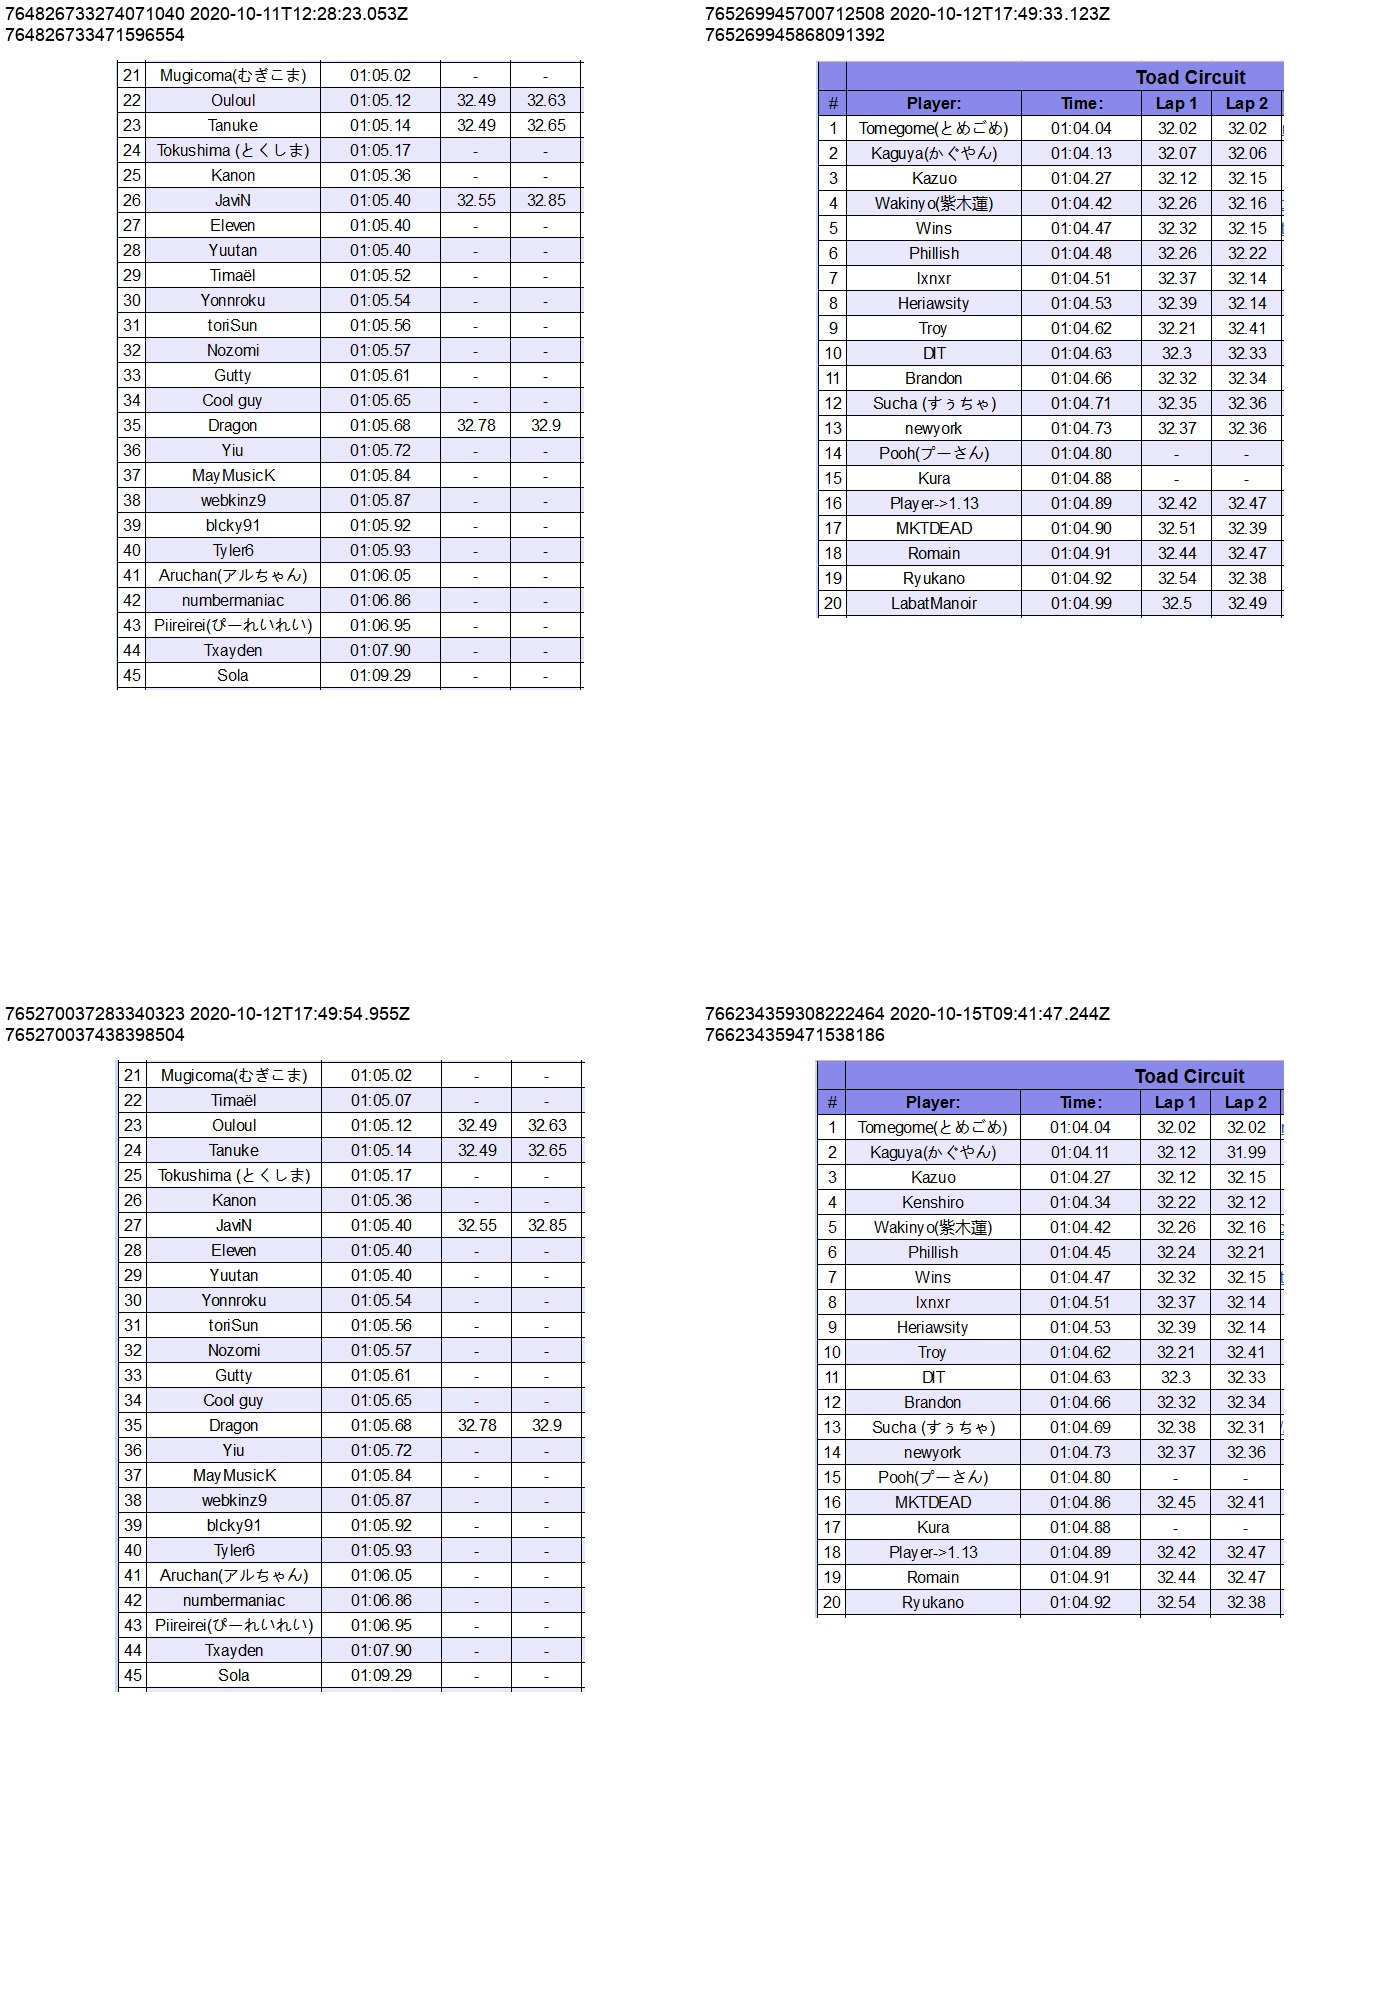 764826733274071040 2020-10-11T12:28:23.053Z
764826733471596554
21 Mugicoma(むぎこま) 01:05.02 - -
22 Ouloul 01:05.12 32.49 32.63
23 Tanuke 01:05.14 32.49 32.65
24 Tokushima (とくしま) 01:05.17 - -
25 Kanon 01:05.36 - -
26 JaviN 01:05.40 32.55 32.85
27 Eleven 01:05.40 - -
28 Yuutan 01:05.40 - -
29 Timaël 01:05.52 - -
30 Yonnroku 01:05.54 - -
31 toriSun 01:05.56 - -
32 Nozomi 01:05.57 - -
33 Gutty 01:05.61 - -
34 Cool guy 01:05.65 - -
35 Dragon 01:05.68 32.78 32.9
36 Yiu 01:05.72 - -
37 MayMusicK 01:05.84 - -
38 webkinz9 01:05.87 - -
39 blcky91 01:05.92 - -
40 Tyler6 01:05.93 - -
41 Aruchan(アルちゃん) 01:06.05 - -
42 numbermaniac 01:06.86 - -
43 Piireirei(ぴーれいれい) 01:06.95 - -
44 Txayden 01:07.90 - -
45 Sola 01:09.29 - -
765269945700712508 2020-10-12T17:49:33.123Z
765269945868091392
Toad Circuit
# Player: Time: Lap 1 Lap 2
1 Tomegome(とめごめ) 01:04.04 32.02 32.02
2 Kaguya(かぐやん) 01:04.13 32.07 32.06
3 Kazuo 01:04.27 32.12 32.15
4 Wakinyo(紫木蓮) 01:04.42 32.26 32.16
5 Wins 01:04.47 32.32 32.15
6 Phillish 01:04.48 32.26 32.22
7 lxnxr 01:04.51 32.37 32.14
8 Heriawsity 01:04.53 32.39 32.14
9 Troy 01:04.62 32.21 32.41
10 DIT 01:04.63 32.3 32.33
11 Brandon 01:04.66 32.32 32.34
12 Sucha (すぅちゃ) 01:04.71 32.35 32.36
13 newyork 01:04.73 32.37 32.36
14 Pooh(プーさん) 01:04.80 - -
15 Kura 01:04.88 - -
16 Player->1.13 01:04.89 32.42 32.47
17 MKTDEAD 01:04.90 32.51 32.39
18 Romain 01:04.91 32.44 32.47
19 Ryukano 01:04.92 32.54 32.38
20 LabatManoir 01:04.99 32.5 32.49
765270037283340323 2020-10-12T17:49:54.955Z
765270037438398504
21 Mugicoma(むぎこま) 01:05.02 - -
22 Timaël 01:05.07 - -
23 Ouloul 01:05.12 32.49 32.63
24 Tanuke 01:05.14 32.49 32.65
25 Tokushima (とくしま) 01:05.17 - -
26 Kanon 01:05.36 - -
27 JaviN 01:05.40 32.55 32.85
28 Eleven 01:05.40 - -
29 Yuutan 01:05.40 - -
30 Yonnroku 01:05.54 - -
31 toriSun 01:05.56 - -
32 Nozomi 01:05.57 - -
33 Gutty 01:05.61 - -
34 Cool guy 01:05.65 - -
35 Dragon 01:05.68 32.78 32.9
36 Yiu 01:05.72 - -
37 MayMusicK 01:05.84 - -
38 webkinz9 01:05.87 - -
39 blcky91 01:05.92 - -
40 Tyler6 01:05.93 - -
41 Aruchan(アルちゃん) 01:06.05 - -
42 numbermaniac 01:06.86 - -
43 Piireirei(ぴーれいれい) 01:06.95 - -
44 Txayden 01:07.90 - -
45 Sola 01:09.29 - -
766234359308222464 2020-10-15T09:41:47.244Z
766234359471538186
Toad Circuit
# Player: Time: Lap 1 Lap 2
1 Tomegome(とめごめ) 01:04.04 32.02 32.02
2 Kaguya(かぐやん) 01:04.11 32.12 31.99
3 Kazuo 01:04.27 32.12 32.15
4 Kenshiro 01:04.34 32.22 32.12
5 Wakinyo(紫木蓮) 01:04.42 32.26 32.16
6 Phillish 01:04.45 32.24 32.21
7 Wins 01:04.47 32.32 32.15
8 lxnxr 01:04.51 32.37 32.14
9 Heriawsity 01:04.53 32.39 32.14
10 Troy 01:04.62 32.21 32.41
11 DIT 01:04.63 32.3 32.33
12 Brandon 01:04.66 32.32 32.34
13 Sucha (すぅちゃ) 01:04.69 32.38 32.31
14 newyork 01:04.73 32.37 32.36
15 Pooh(プーさん) 01:04.80 - -
16 MKTDEAD 01:04.86 32.45 32.41
17 Kura 01:04.88 - -
18 Player->1.13 01:04.89 32.42 32.47
19 Romain 01:04.91 32.44 32.47
20 Ryukano 01:04.92 32.54 32.38